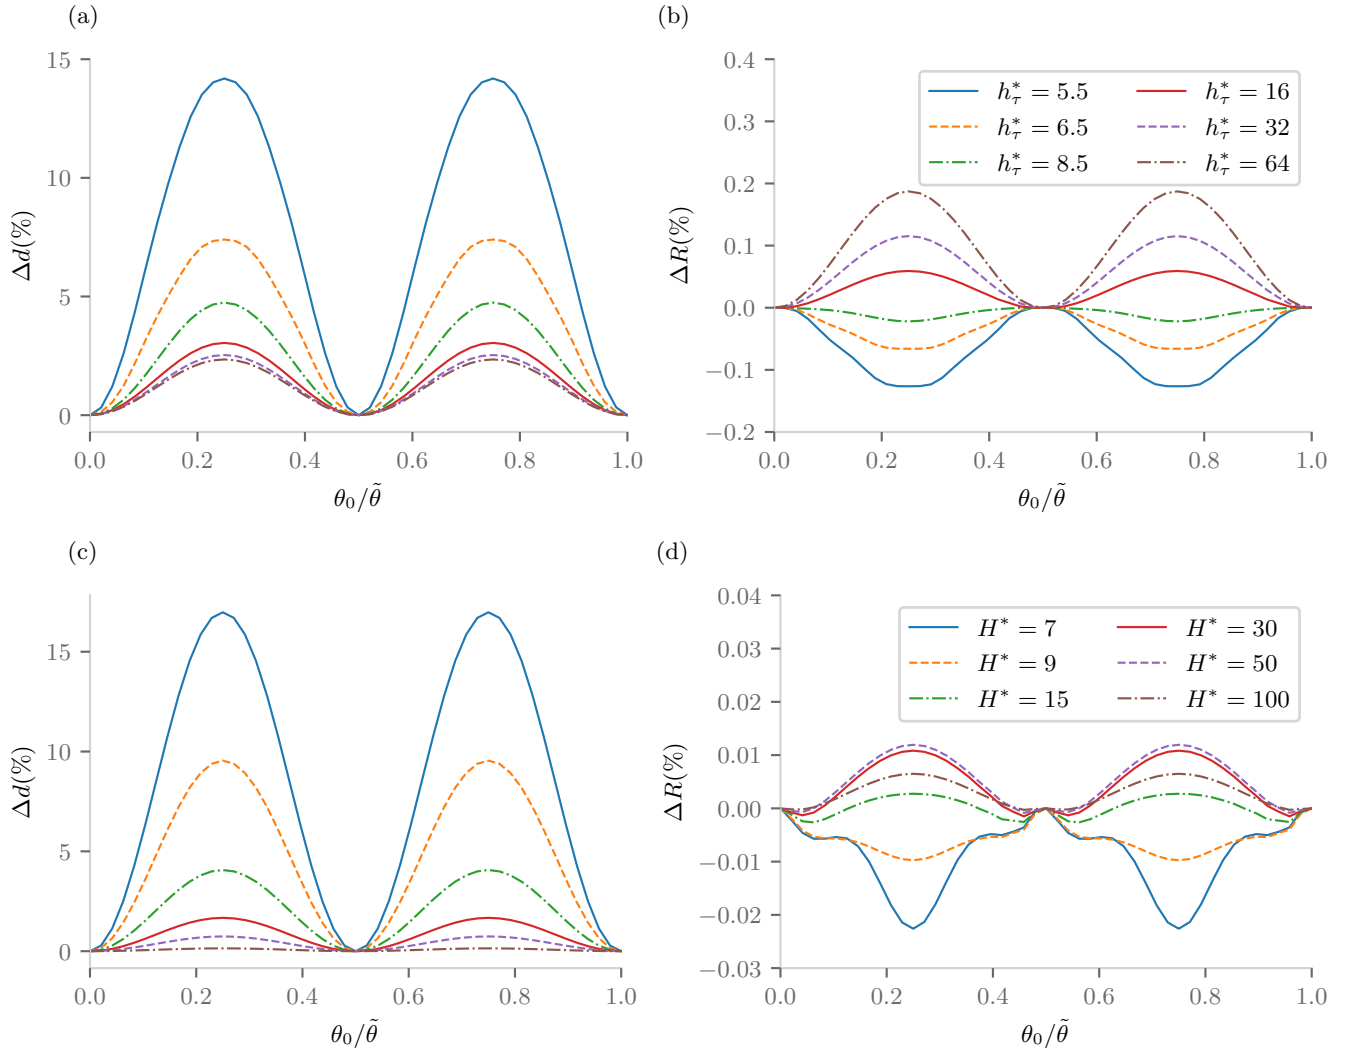 (a)
Δd(%)
15
10
5
0
0.0 0.2 0.4 0.6 0.8 1.0
θ₀/θ̃
(b)
ΔR(%)
0.4
0.3
0.2
0.1
0.0
−0.1
−0.2
h*τ = 5.5 h*τ = 16
h*τ = 6.5 h*τ = 32
h*τ = 8.5 h*τ = 64
0.0 0.2 0.4 0.6 0.8 1.0
θ₀/θ̃
(c)
Δd(%)
15
10
5
0
0.0 0.2 0.4 0.6 0.8 1.0
θ₀/θ̃
(d)
ΔR(%)
0.04
0.03
0.02
0.01
0.00
−0.01
−0.02
−0.03
H* = 7 H* = 30
H* = 9 H* = 50
H* = 15 H* = 100
0.0 0.2 0.4 0.6 0.8 1.0
θ₀/θ̃